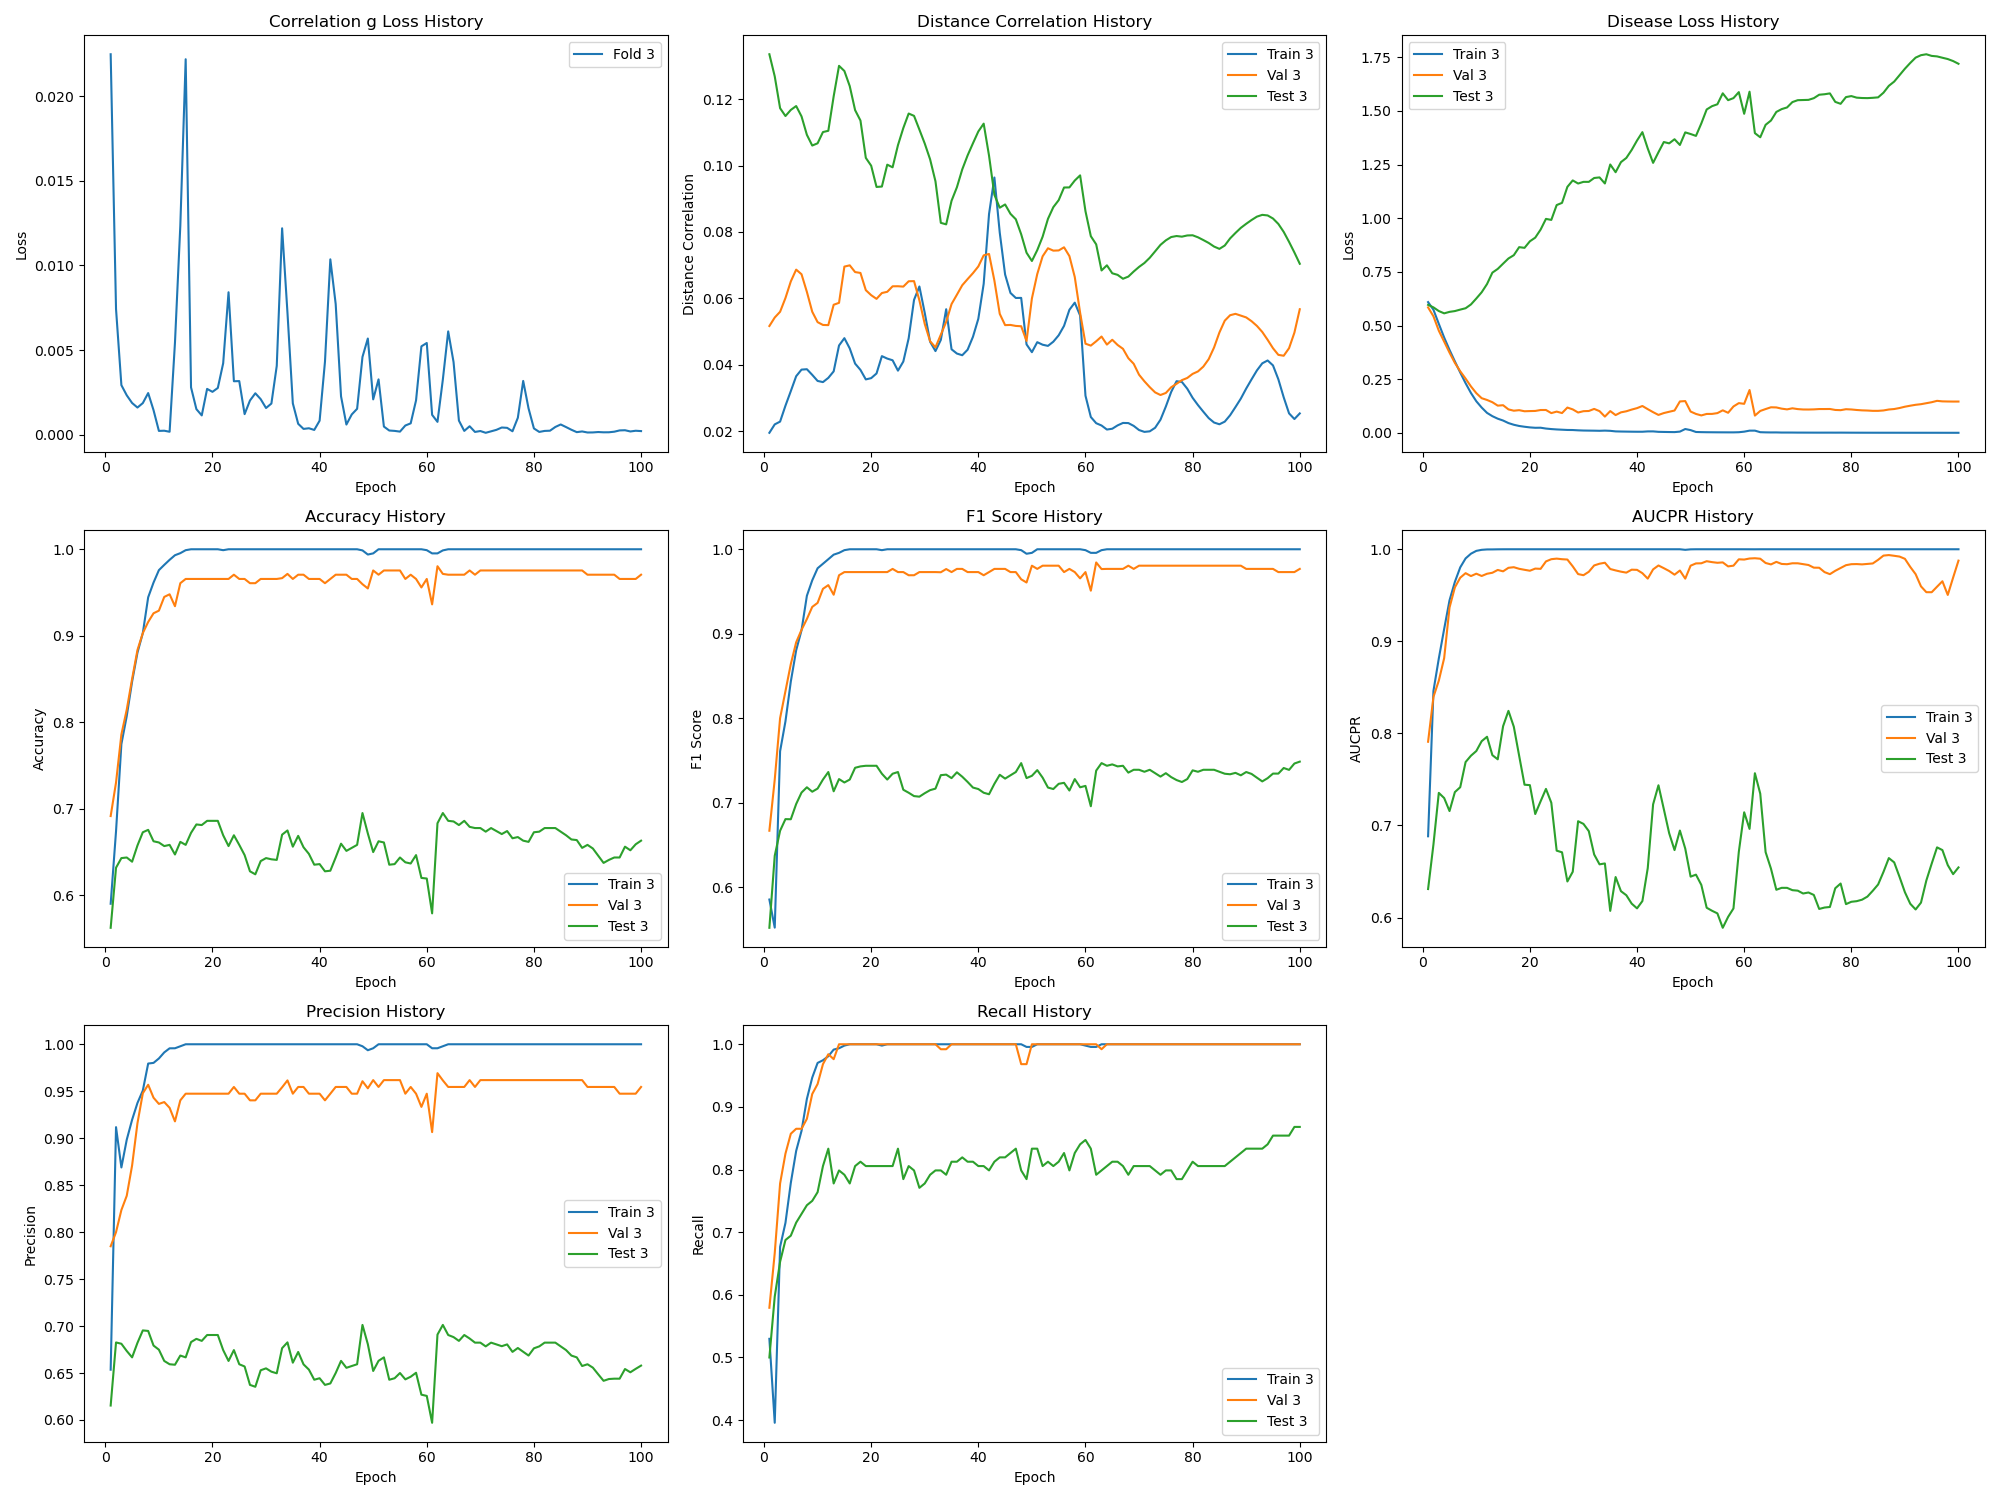 Correlation g Loss History
Loss
0.020
0.015
0.010
0.005
0.000
0 20 40 60 80 100
Epoch
Fold 3
Distance Correlation History
Distance Correlation
0.12
0.10
0.08
0.06
0.04
0.02
0 20 40 60 80 100
Epoch
Train 3
Val 3
Test 3
Disease Loss History
Loss
1.75
1.50
1.25
1.00
0.75
0.50
0.25
0.00
0 20 40 60 80 100
Epoch
Train 3
Val 3
Test 3
Accuracy History
Accuracy
1.0
0.9
0.8
0.7
0.6
0 20 40 60 80 100
Epoch
Train 3
Val 3
Test 3
F1 Score History
F1 Score
1.0
0.9
0.8
0.7
0.6
0 20 40 60 80 100
Epoch
Train 3
Val 3
Test 3
AUCPR History
AUCPR
1.0
0.9
0.8
0.7
0.6
0 20 40 60 80 100
Epoch
Train 3
Val 3
Test 3
Precision History
Precision
1.00
0.95
0.90
0.85
0.80
0.75
0.70
0.65
0.60
0 20 40 60 80 100
Epoch
Train 3
Val 3
Test 3
Recall History
Recall
1.0
0.9
0.8
0.7
0.6
0.5
0.4
0 20 40 60 80 100
Epoch
Train 3
Val 3
Test 3